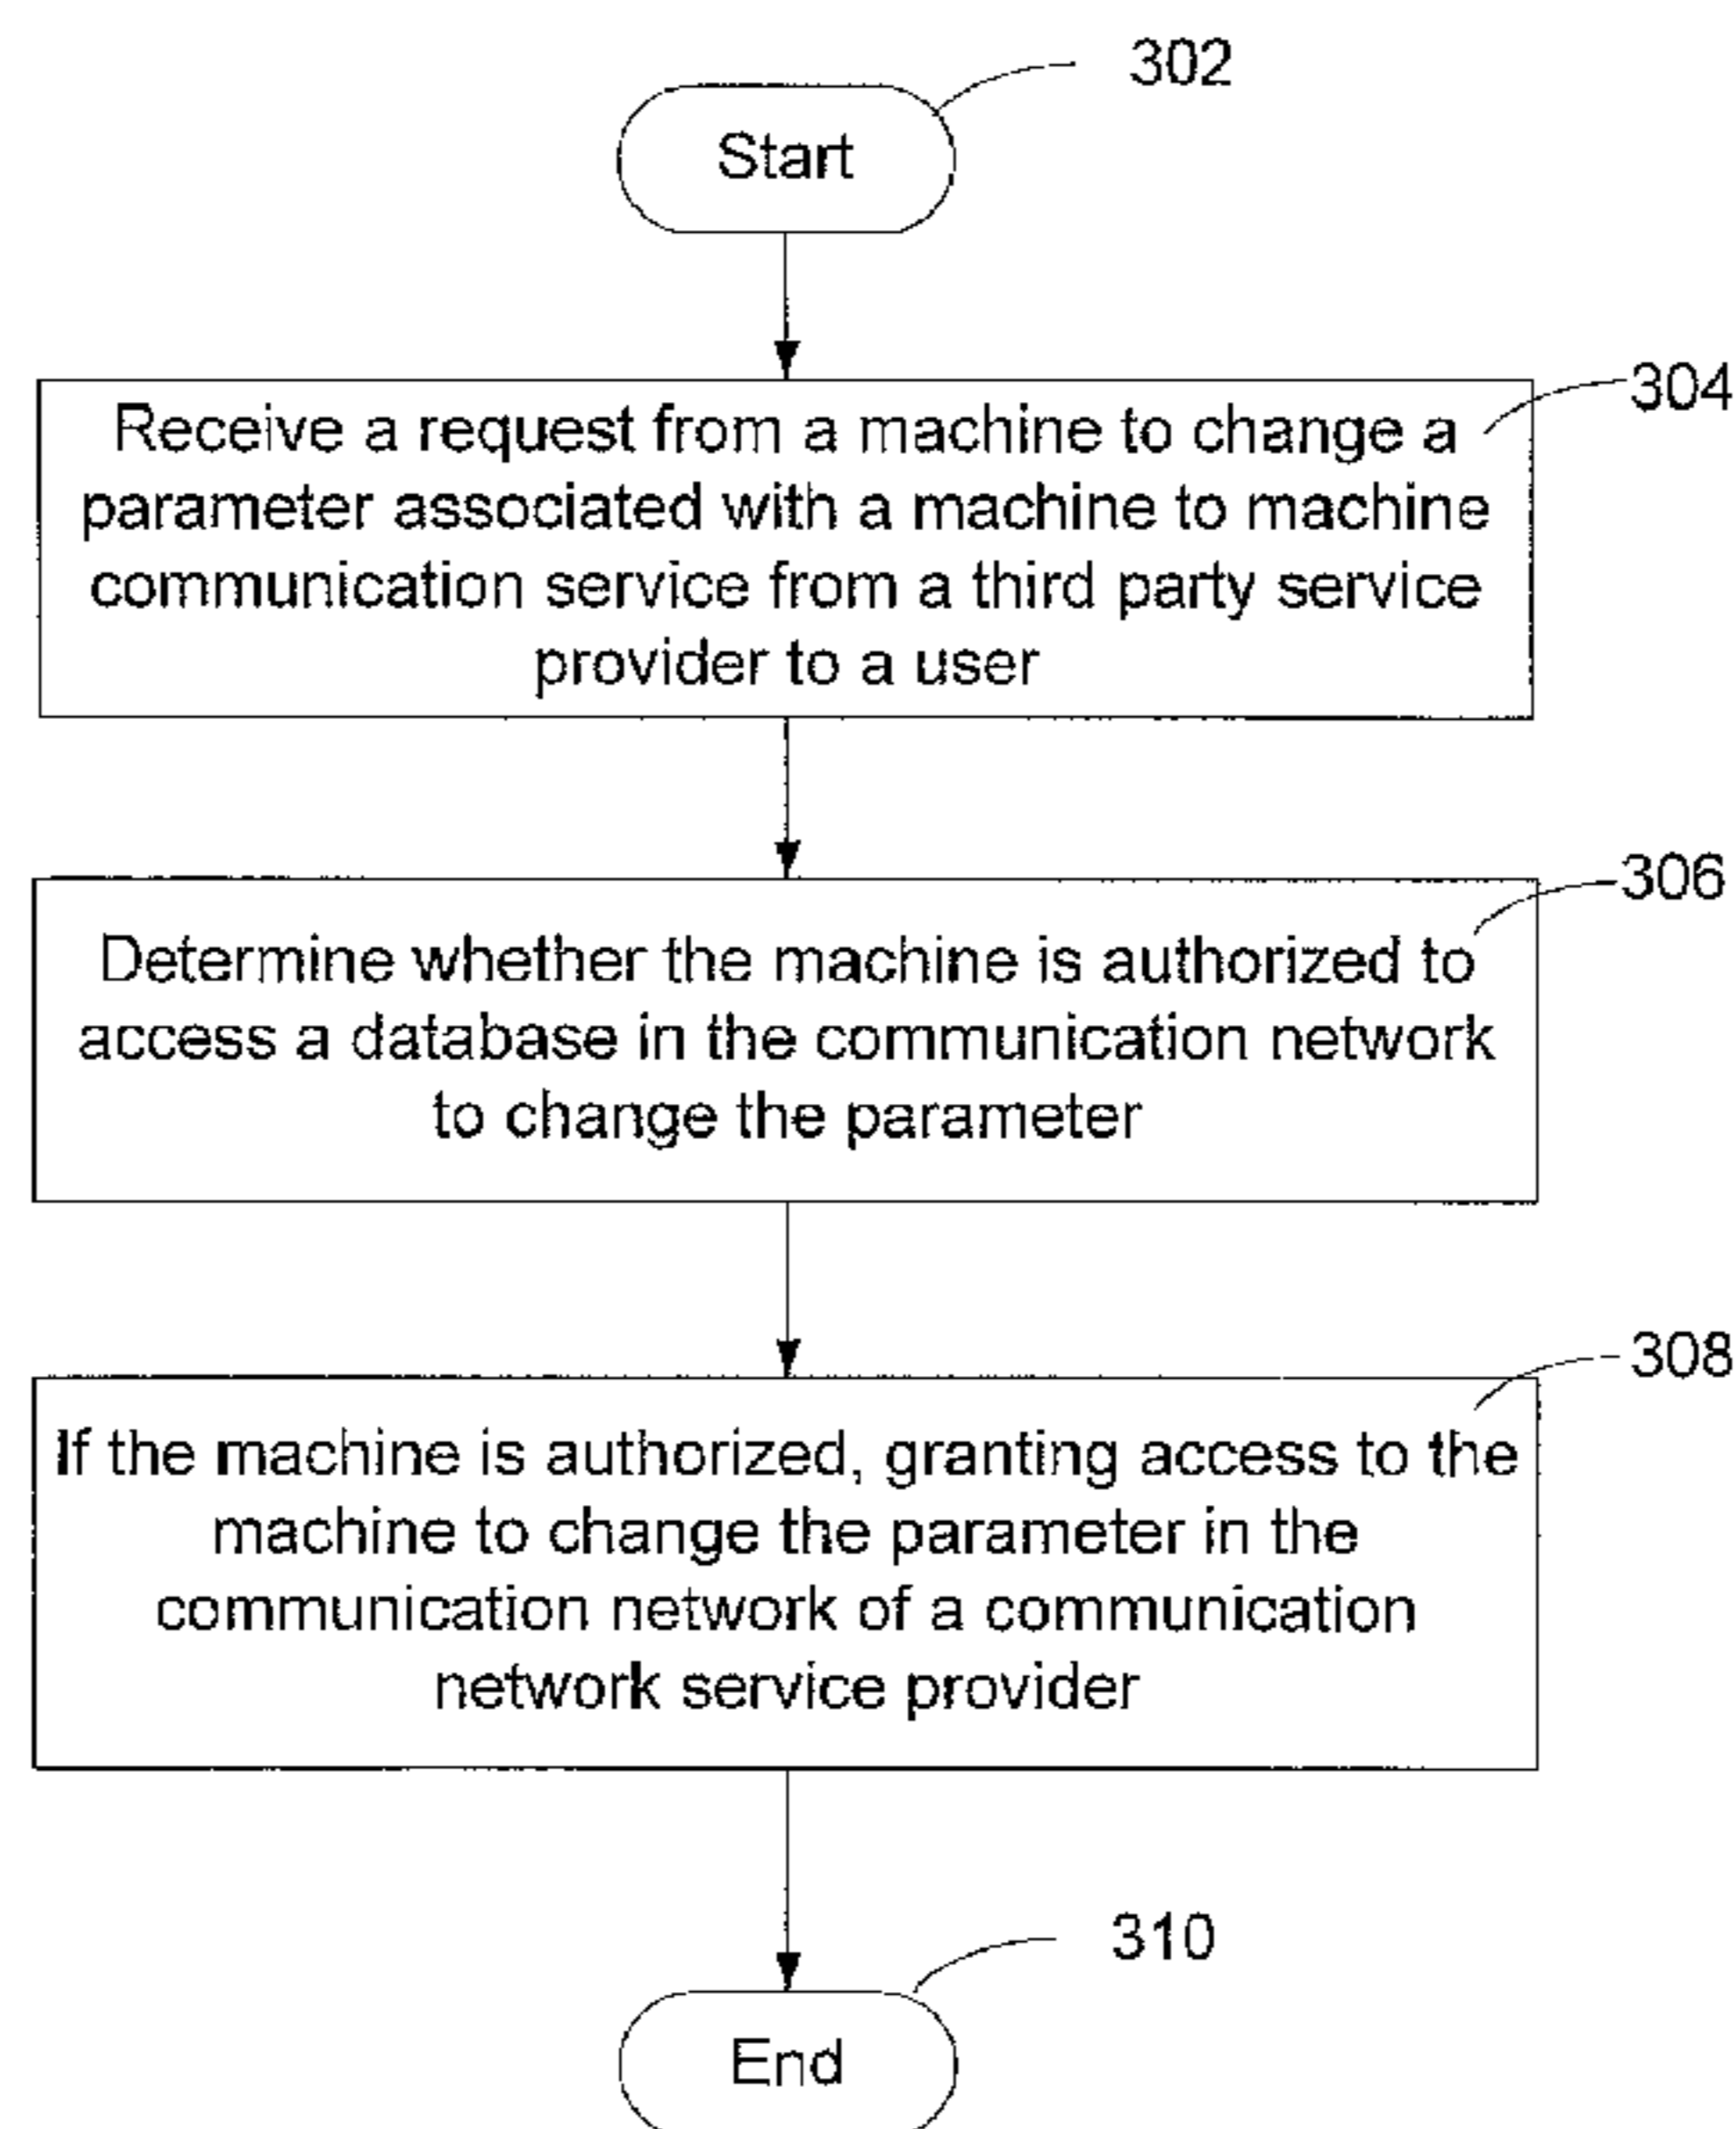 302
Start
304
Receive a request from a machine to change a
parameter associated with a machine to machine
communication service from a third party service
provider to a user
306
Determine whether the machine is authorized to
access a database in the communication network
to change the parameter
308
If the machine is authorized, granting access to the
machine to change the parameter in the
communication network of a communication
network service provider
310
End